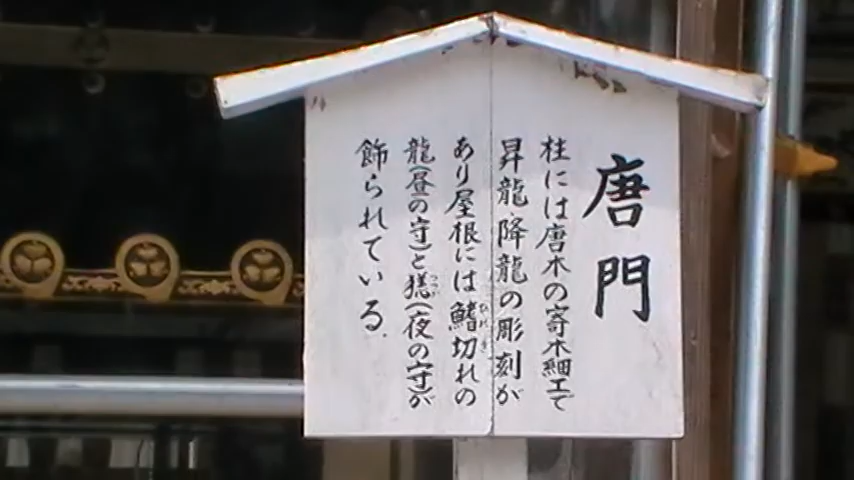 唐門
柱には唐木の寄木細工で
昇龍・降龍の彫刻が
あり屋根には鰭切れの
龍(昼の守)と㺔(夜の守)が
飾られている.